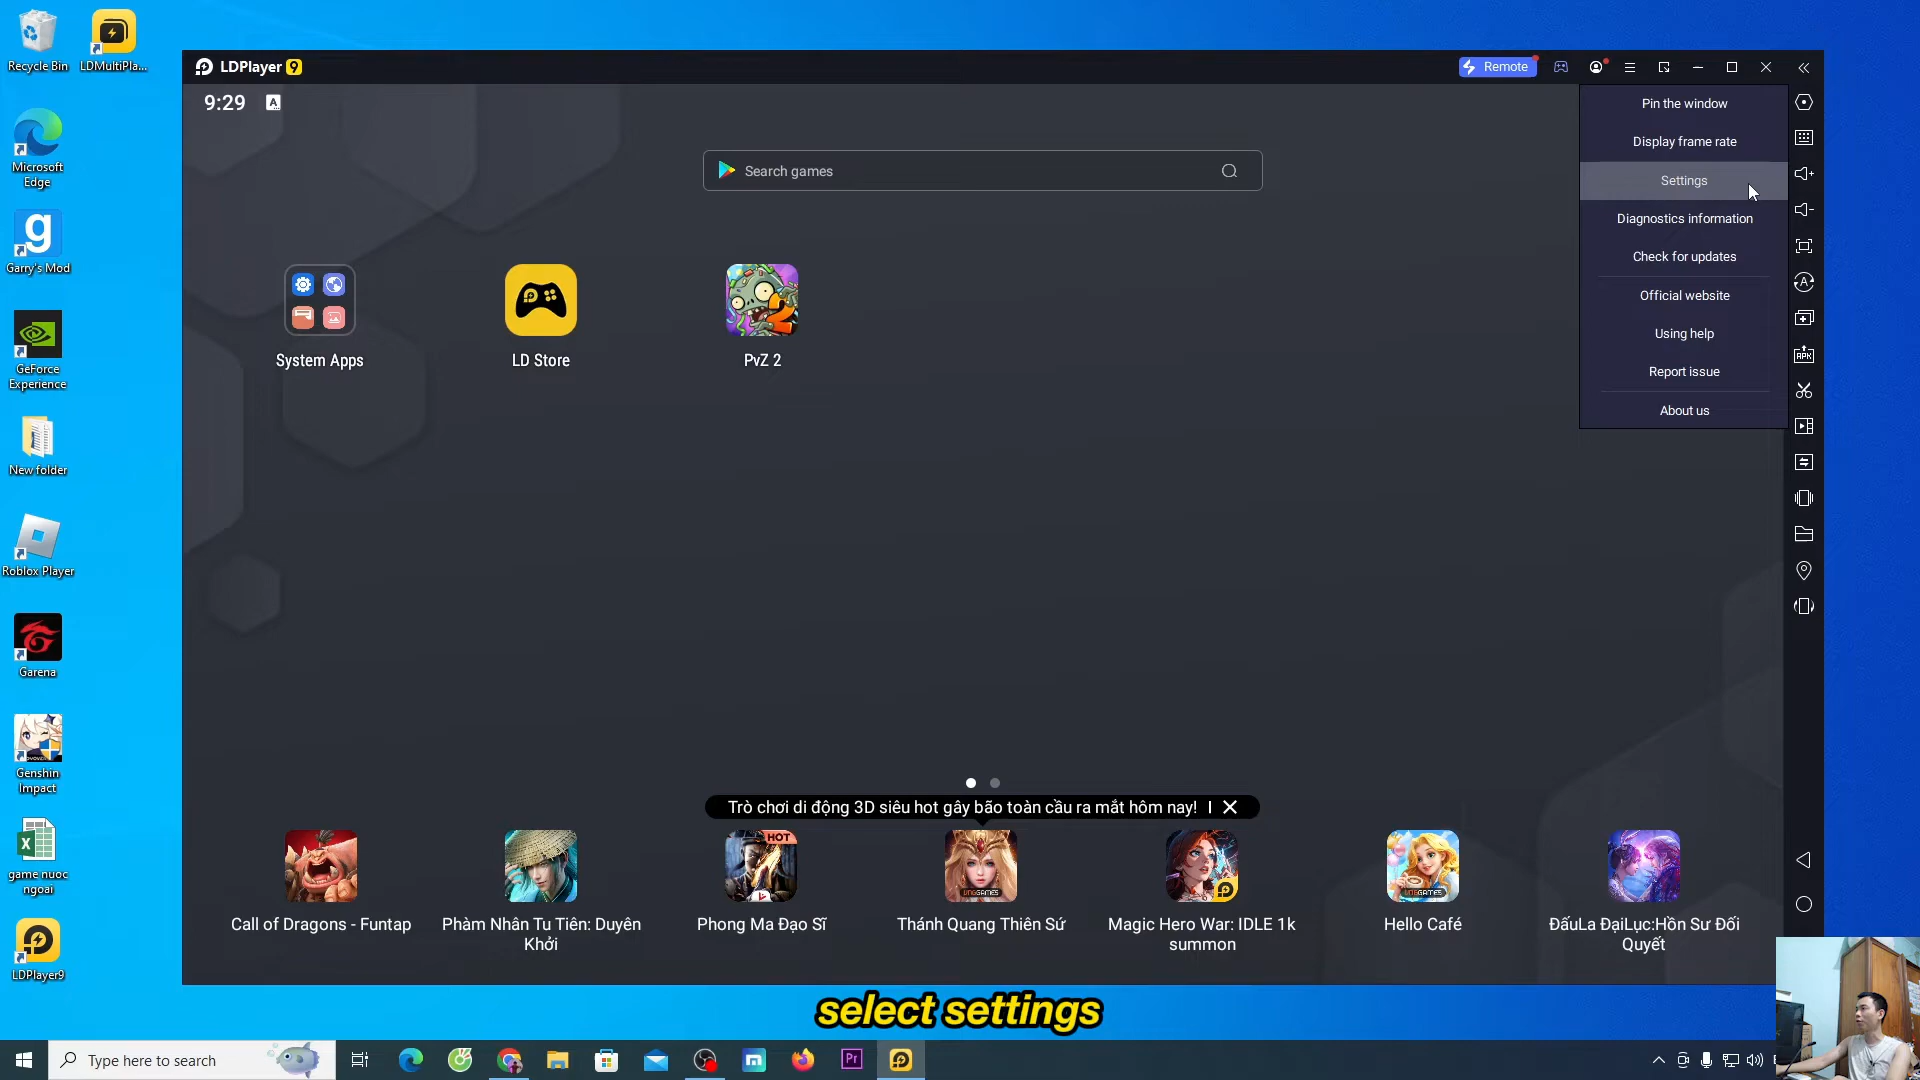 Recycle Bin
LDMultiPla...
LDPlayer 9
Remote
9:29
A
Search games
Pin the window
Display frame rate
Settings
Diagnostics information
Check for updates
Official website
Using help
Report issue
About us
Microsoft
Edge
Garry's Mod
GeForce
Experience
New folder
Roblox Player
Garena
Genshin
Impact
game nuoc
ngoai
LDPlayer9
System Apps
LD Store
PvZ 2
APK
Trò chơi di động 3D siêu hot gây bão toàn cầu ra mắt hôm nay!
HOT
VNGGAMES
VNGGAMES
Call of Dragons - Funtap
Phàm Nhân Tu Tiên: Duyên
Khởi
Phong Ma Đạo Sĩ
Thánh Quang Thiên Sứ
Magic Hero War: IDLE 1k
summon
Hello Café
ĐấuLa ĐạiLục:Hồn Sư Đối
Quyết
select settings
Type here to search
Pr